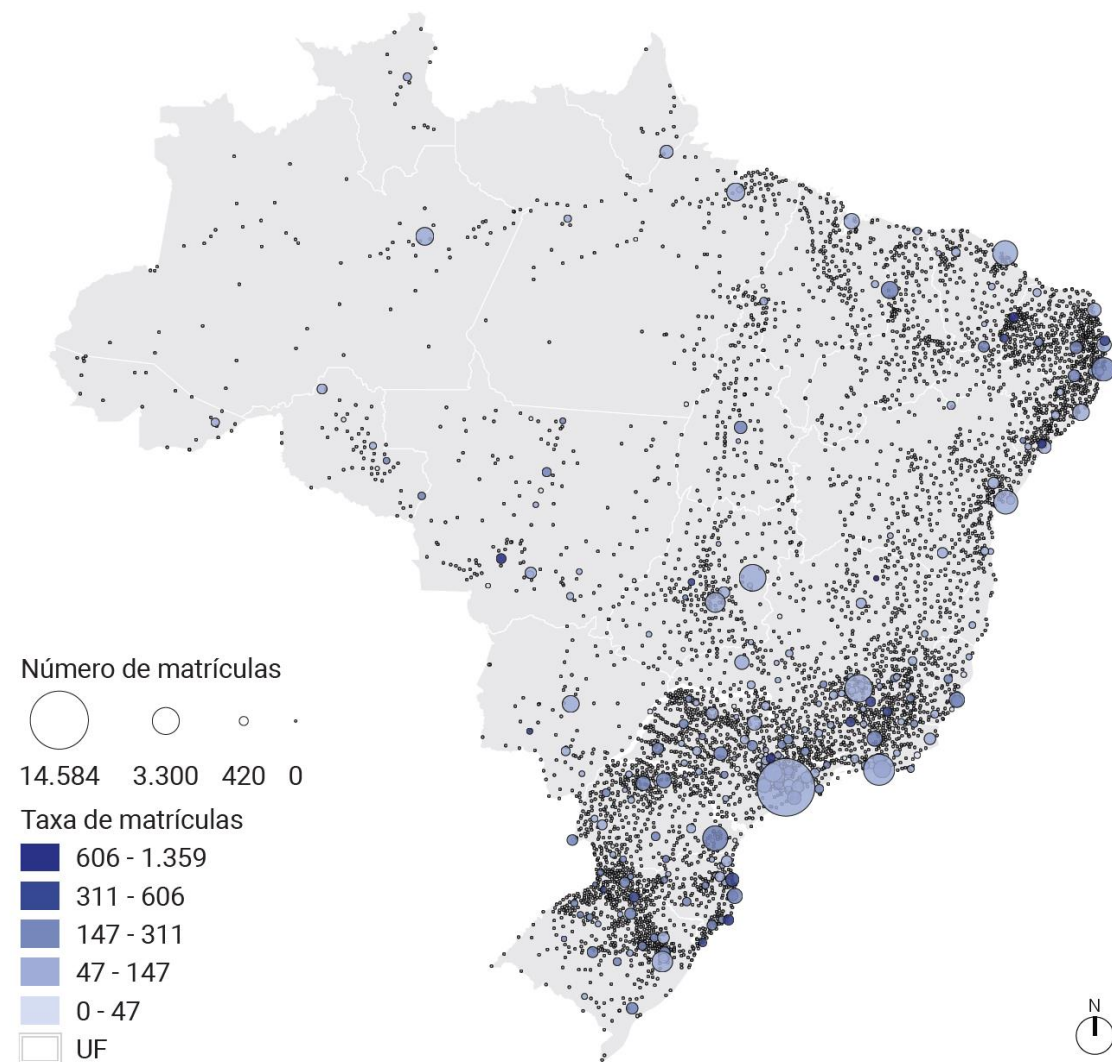 Número de matrículas
14.584 3.300 420 0
Taxa de matrículas
606 - 1.359
311 - 606
147 - 311
47 - 147
0 - 47
UF
N